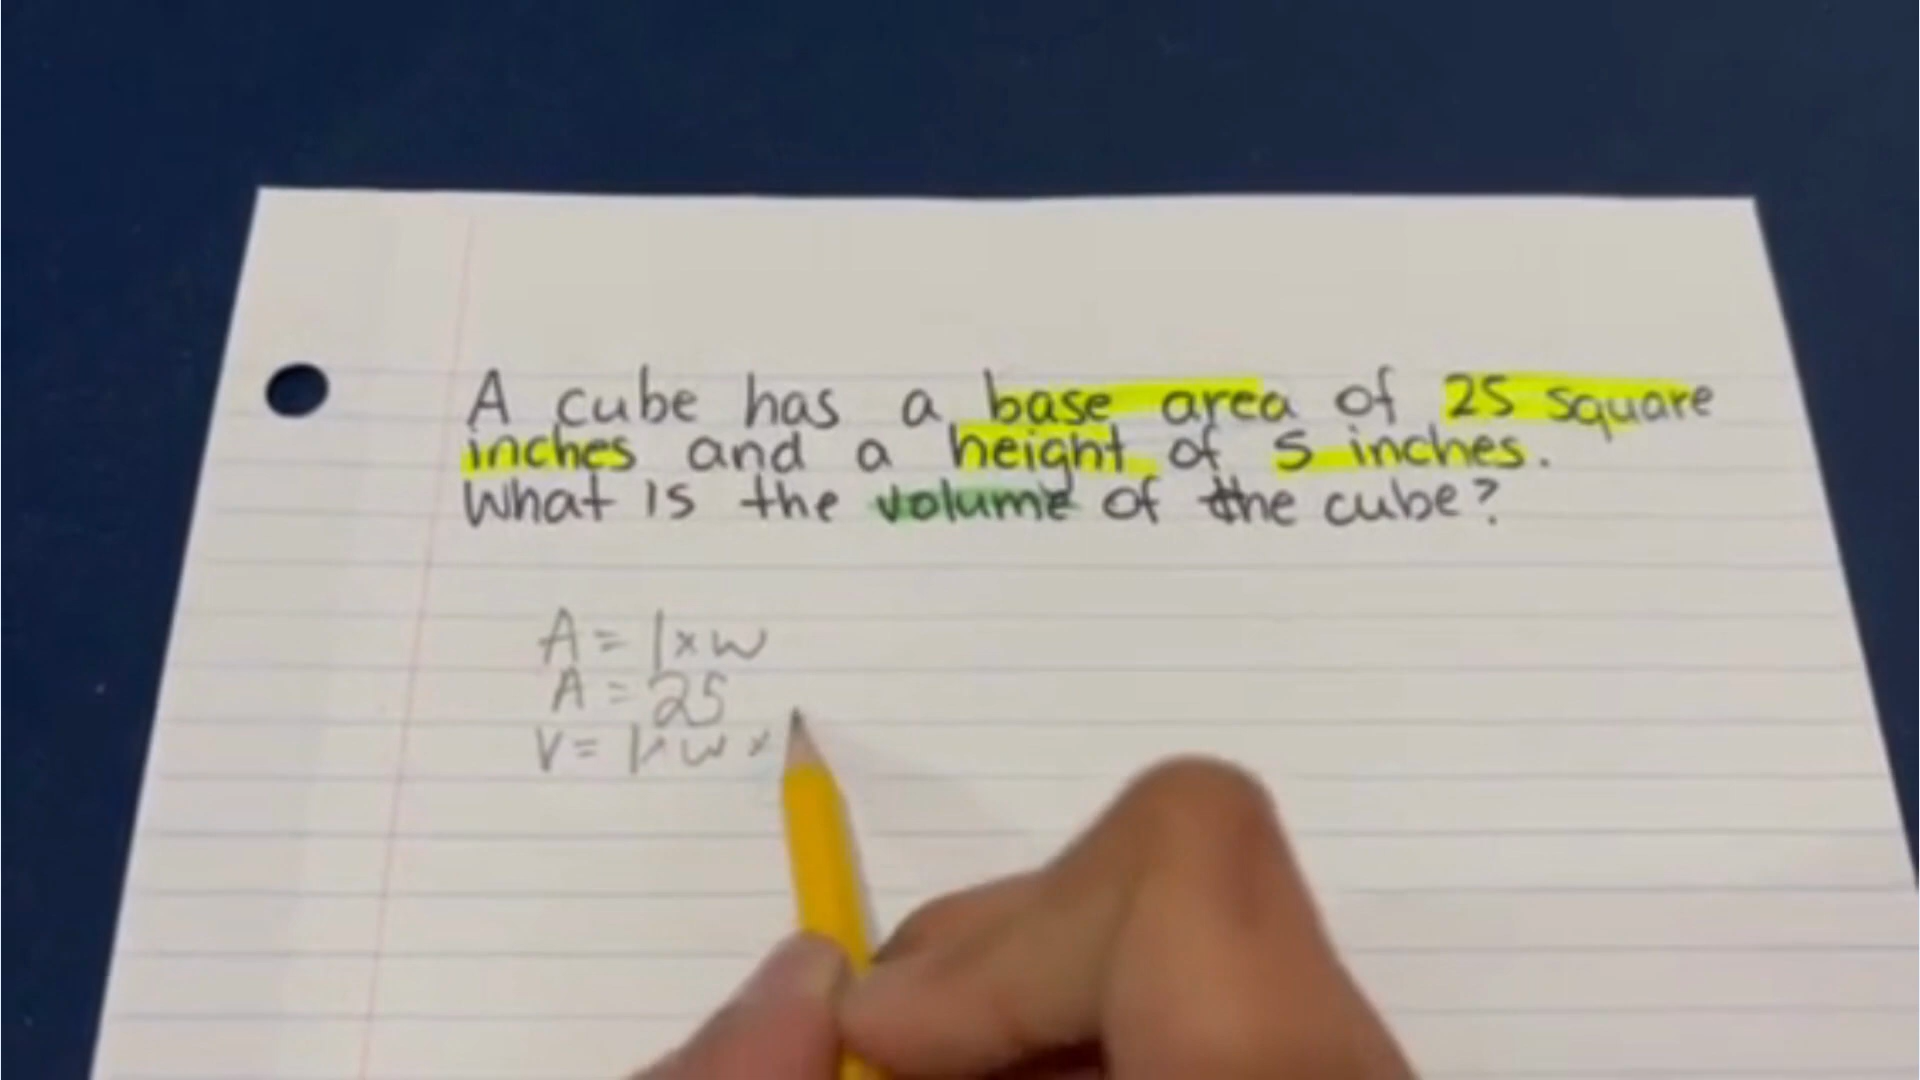 A cube has a base area of 25 square
inches and a height of 5 inches.
What is the volume of the cube?
A = l x w
A = 25
V = l x w x